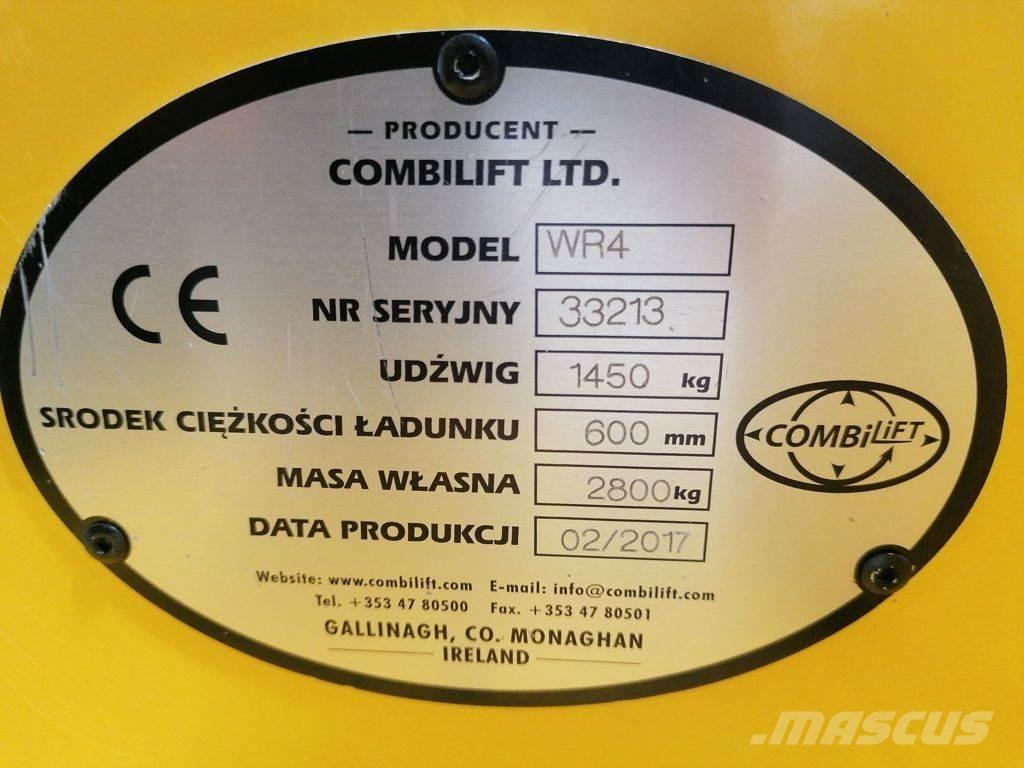 — PRODUCENT —
COMBILIFT LTD.
MODEL WR4
CE
NR SERYJNY 33213
UDŹWIG 1450 kg
SRODEK CIĘŻKOŚCI ŁADUNKU 600 mm
COMBiLiFT
MASA WŁASNA 2800 kg
DATA PRODUKCJI 02/2017
Website: www.combilift.com E-mail: info@combilift.com
Tel. +353 47 80500 Fax. +353 47 80501
GALLINAGH, CO. MONAGHAN
IRELAND
.MASCUS